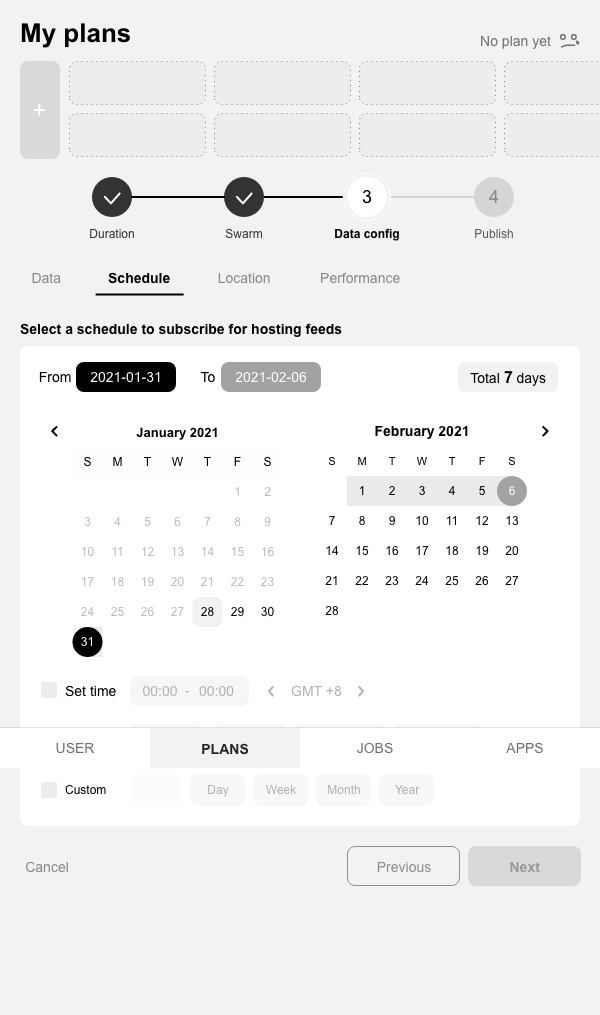 My plans
No plan yet
+
3
4
Duration
Swarm
Data config
Publish
Data
Schedule
Location
Performance
Select a schedule to subscribe for hosting feeds
From 2021-01-31 To 2021-02-06 Total 7 days
January 2021
S M T W T F S
1 2
3 4 5 6 7 8 9
10 11 12 13 14 15 16
17 18 19 20 21 22 23
24 25 26 27 28 29 30
31
February 2021
S M T W T F S
1 2 3 4 5 6
7 8 9 10 11 12 13
14 15 16 17 18 19 20
21 22 23 24 25 26 27
28
Set time 00:00 - 00:00 GMT +8
USER PLANS JOBS APPS
Custom Day Week Month Year
Cancel Previous Next